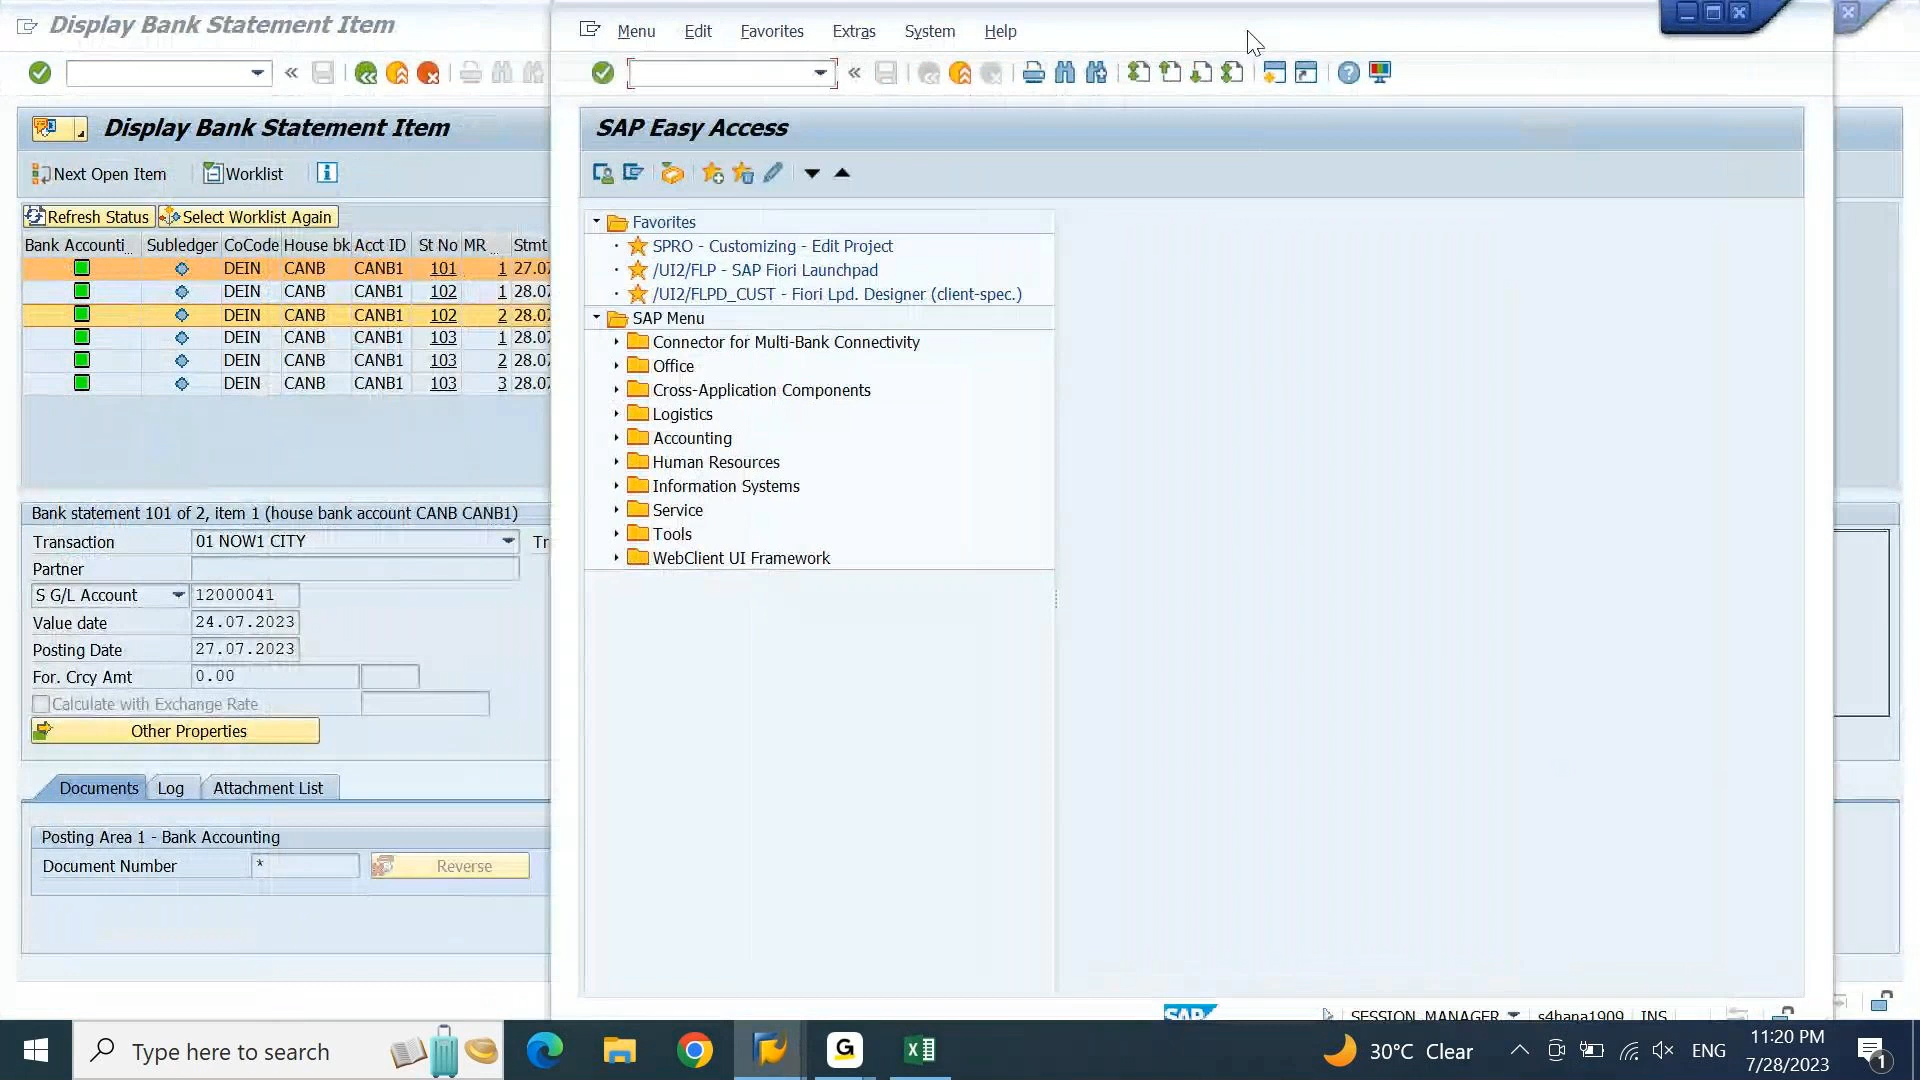 Display Bank Statement Item
Display Bank Statement Item
Next Open Item Worklist
Refresh Status Select Worklist Again
Bank Accounti... Subledger CoCode House bk Acct ID St No MR ... Stmt
DEIN CANB CANB1 101 1 27.07
DEIN CANB CANB1 102 1 28.07
DEIN CANB CANB1 102 2 28.07
DEIN CANB CANB1 103 1 28.07
DEIN CANB CANB1 103 2 28.07
DEIN CANB CANB1 103 3 28.07
Bank statement 101 of 2, item 1 (house bank account CANB CANB1)
Transaction 01 NOW1 CITY Tr
Partner
S G/L Account 12000041
Value date 24.07.2023
Posting Date 27.07.2023
For. Crcy Amt 0.00
Calculate with Exchange Rate
Other Properties
Documents Log Attachment List
Posting Area 1 - Bank Accounting
Document Number * Reverse
Menu Edit Favorites Extras System Help
SAP Easy Access
Favorites
SPRO - Customizing - Edit Project
/UI2/FLP - SAP Fiori Launchpad
/UI2/FLPD_CUST - Fiori Lpd. Designer (client-spec.)
SAP Menu
Connector for Multi-Bank Connectivity
Office
Cross-Application Components
Logistics
Accounting
Human Resources
Information Systems
Service
Tools
WebClient UI Framework
SAP SESSION_MANAGER s4hana1909 INS
Type here to search
30°C Clear ENG
11:20 PM
7/28/2023
1